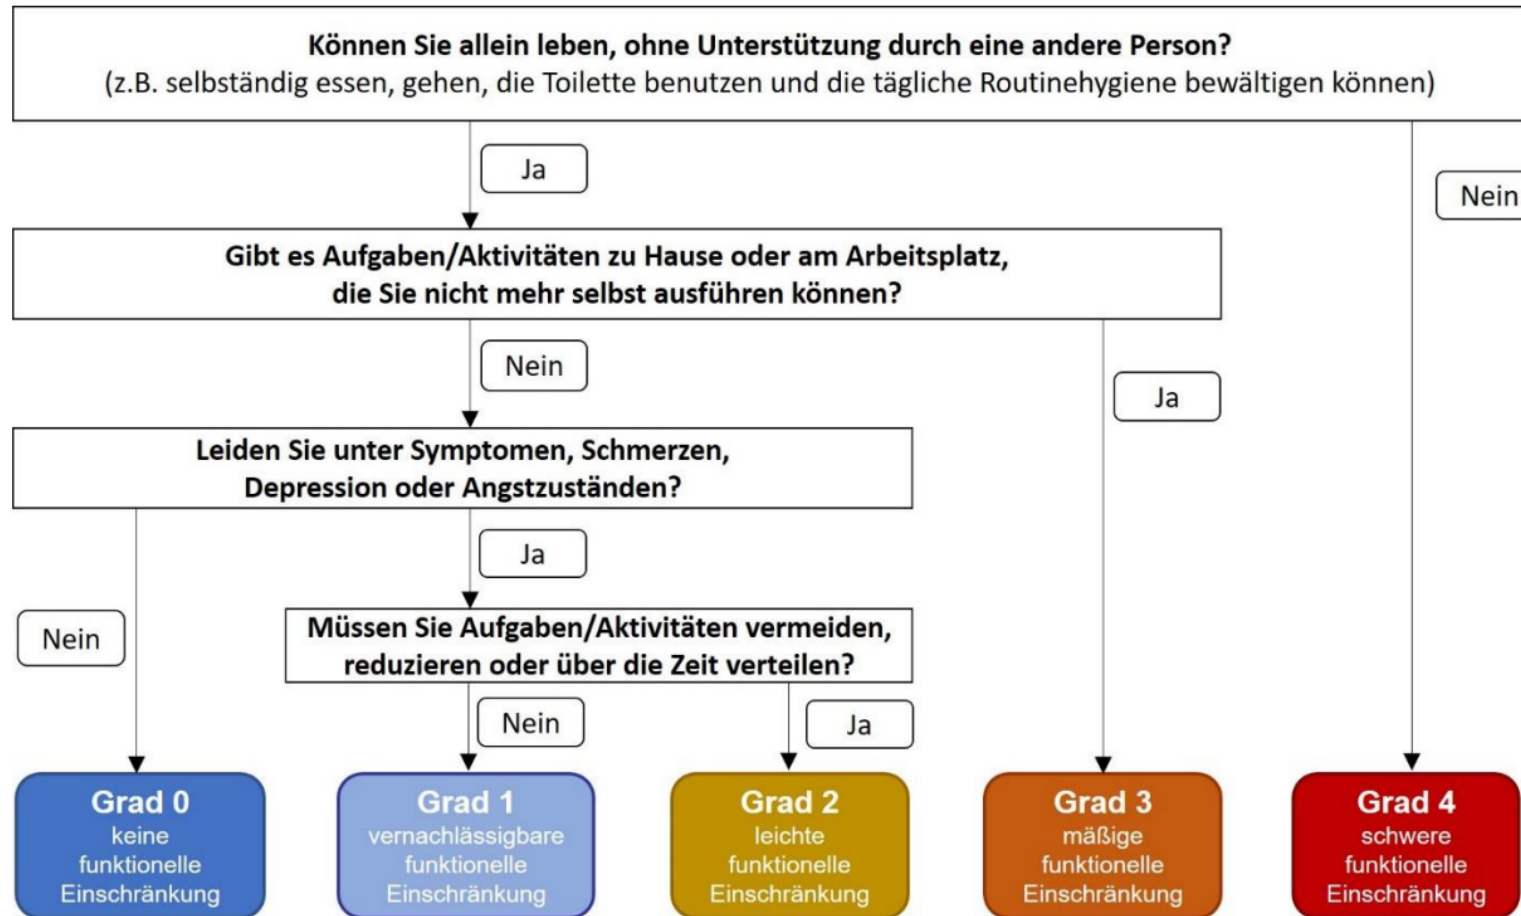 Können Sie allein leben, ohne Unterstützung durch eine andere Person?
(z.B. selbständig essen, gehen, die Toilette benutzen und die tägliche Routinehygiene bewältigen können)
Ja
Nein
Gibt es Aufgaben/Aktivitäten zu Hause oder am Arbeitsplatz,
die Sie nicht mehr selbst ausführen können?
Nein
Ja
Leiden Sie unter Symptomen, Schmerzen,
Depression oder Angstzuständen?
Ja
Nein
Müssen Sie Aufgaben/Aktivitäten vermeiden,
reduzieren oder über die Zeit verteilen?
Nein
Ja
Grad 0
keine
funktionelle
Einschränkung
Grad 1
vernachlässigbare
funktionelle
Einschränkung
Grad 2
leichte
funktionelle
Einschränkung
Grad 3
mäßige
funktionelle
Einschränkung
Grad 4
schwere
funktionelle
Einschränkung